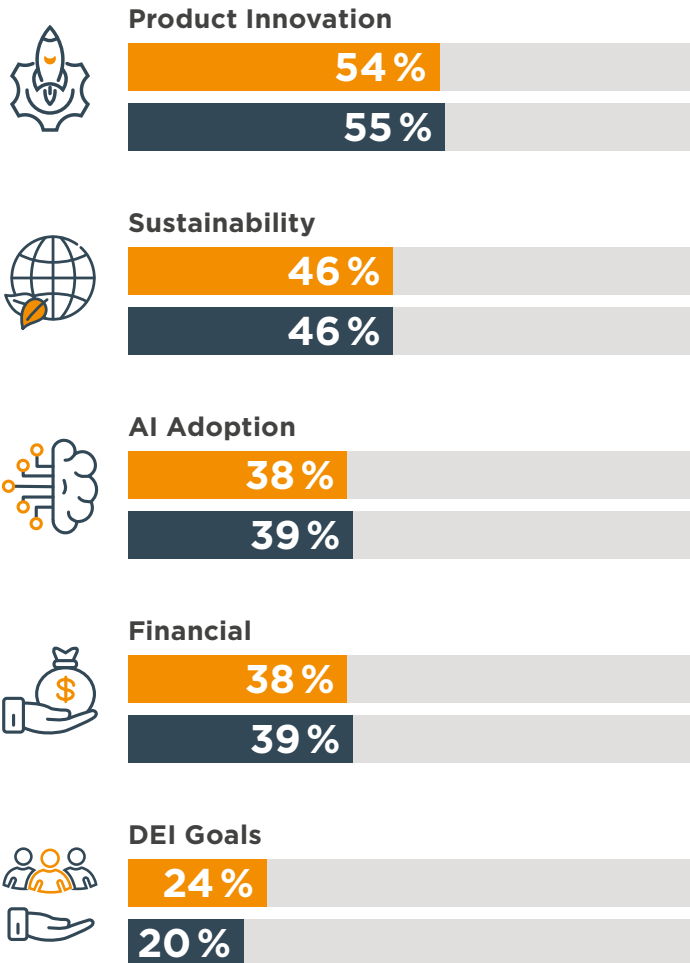 Product Innovation
54 %
55 %
Sustainability
46 %
46 %
AI Adoption
38 %
39 %
Financial
$
38 %
39 %
DEI Goals
24 %
20 %